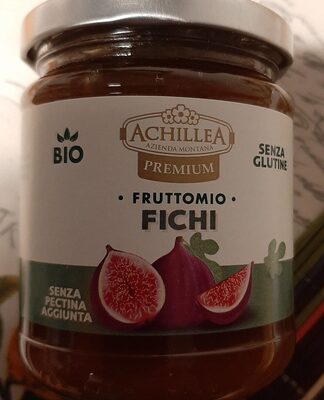 ACHILLEA
AZIENDA MONTANA
PREMIUM
BIO
SENZA
GLUTINE
• FRUTTOMIO •
FICHI
SENZA
PECTINA
AGGIUNTA